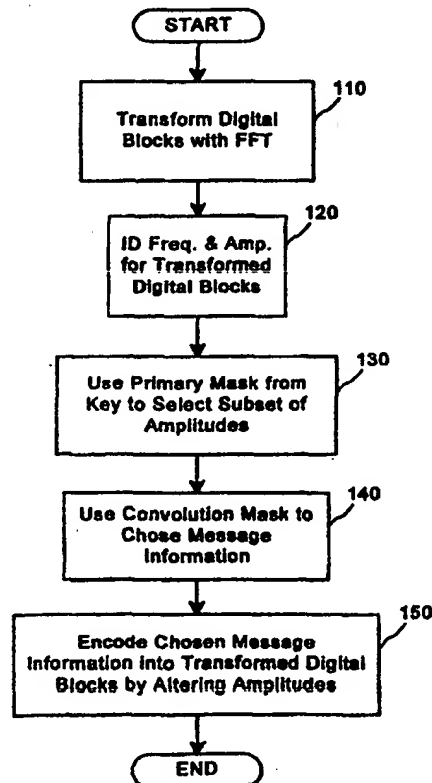 START
110
Transform Digital
Blocks with FFT
120
ID Freq. & Amp.
for Transformed
Digital Blocks
130
Use Primary Mask from
Key to Select Subset of
Amplitudes
140
Use Convolution Mask to
Chose Message
Information
150
Encode Chosen Message
Information into Transformed Digital
Blocks by Altering Amplitudes
END